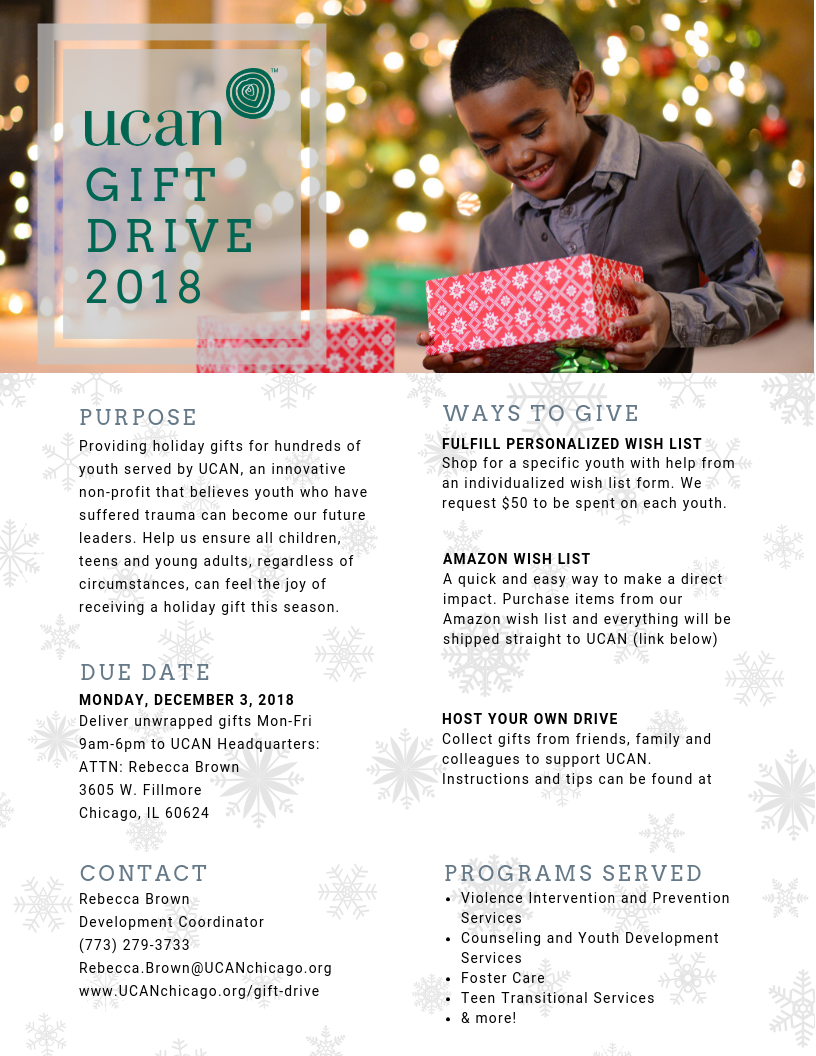 ucan™
GIFT
DRIVE
2018
PURPOSE
Providing holiday gifts for hundreds of
youth served by UCAN, an innovative
non-profit that believes youth who have
suffered trauma can become our future
leaders. Help us ensure all children,
teens and young adults, regardless of
circumstances, can feel the joy of
receiving a holiday gift this season.
DUE DATE
MONDAY, DECEMBER 3, 2018
Deliver unwrapped gifts Mon-Fri
9am-6pm to UCAN Headquarters:
ATTN: Rebecca Brown
3605 W. Fillmore
Chicago, IL 60624
CONTACT
Rebecca Brown
Development Coordinator
(773) 279-3733
Rebecca.Brown@UCANchicago.org
www.UCANchicago.org/gift-drive
WAYS TO GIVE
FULFILL PERSONALIZED WISH LIST
Shop for a specific youth with help from
an individualized wish list form. We
request $50 to be spent on each youth.
AMAZON WISH LIST
A quick and easy way to make a direct
impact. Purchase items from our
Amazon wish list and everything will be
shipped straight to UCAN (link below)
HOST YOUR OWN DRIVE
Collect gifts from friends, family and
colleagues to support UCAN.
Instructions and tips can be found at
PROGRAMS SERVED
• Violence Intervention and Prevention
Services
• Counseling and Youth Development
Services
• Foster Care
• Teen Transitional Services
• & more!